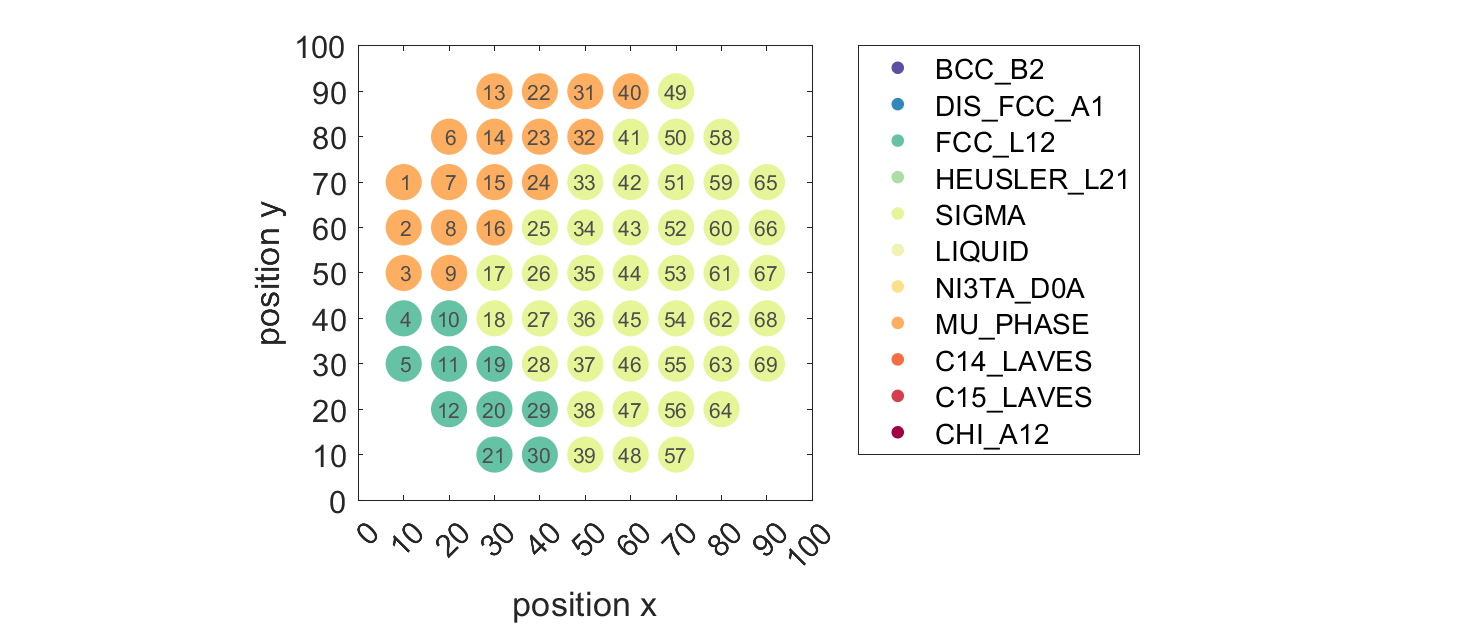 100
90 13 22 31 40 49
80 6 14 23 32 41 50 58
70 1 7 15 24 33 42 51 59 65
60 2 8 16 25 34 43 52 60 66
50 3 9 17 26 35 44 53 61 67
40 4 10 18 27 36 45 54 62 68
30 5 11 19 28 37 46 55 63 69
20 12 20 29 38 47 56 64
10 21 30 39 48 57
0
position y
0 10 20 30 40 50 60 70 80 90 100
position x
BCC_B2
DIS_FCC_A1
FCC_L12
HEUSLER_L21
SIGMA
LIQUID
NI3TA_D0A
MU_PHASE
C14_LAVES
C15_LAVES
CHI_A12